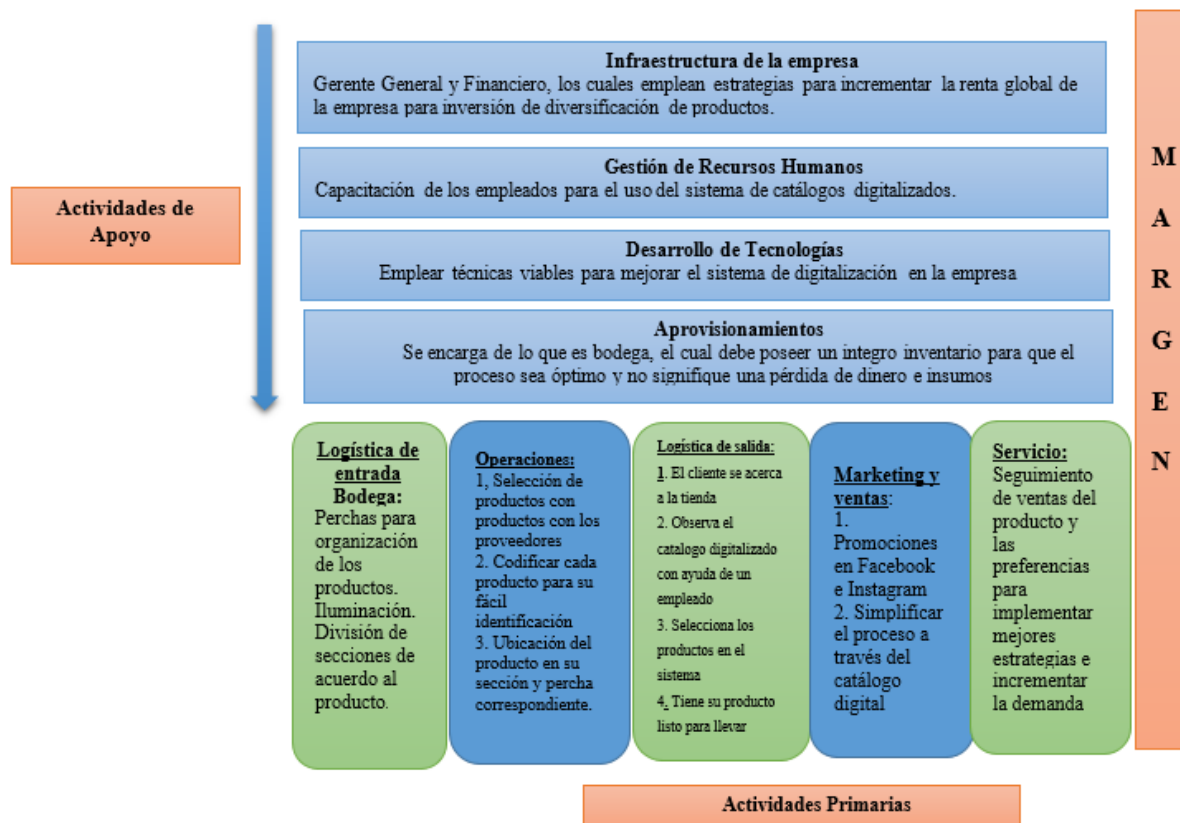 Infraestructura de la empresa
Gerente General y Financiero, los cuales emplean estrategias para incrementar la renta global de
la empresa para inversión de diversificación de productos.
Gestión de Recursos Humanos
Capacitación de los empleados para el uso del sistema de catálogos digitalizados.
Actividades de
Apoyo
Desarrollo de Tecnologías
Emplear técnicas viables para mejorar el sistema de digitalización en la empresa
Aprovisionamientos
Se encarga de lo que es bodega, el cual debe poseer un integro inventario para que el
proceso sea óptimo y no signifique una pérdida de dinero e insumos
M
A
R
G
E
N
Logística de
entrada
Bodega:
Perchas para
organización
de los
productos.
Iluminación.
División de
secciones de
acuerdo al
producto.
Operaciones:
1, Selección de
productos con
productos con los
proveedores
2. Codificar cada
producto para su
fácil
identificación
3. Ubicación del
producto en su
sección y percha
correspondiente.
Logística de salida:
1. El cliente se acerca
a la tienda
2. Observa el
catalogo digitalizado
con ayuda de un
empleado
3. Selecciona los
productos en el
sistema
4. Tiene su producto
listo para llevar
Marketing y
ventas:
1.
Promociones
en Facebook
e Instagram
2. Simplificar
el proceso a
través del
catálogo
digital
Servicio:
Seguimiento
de ventas del
producto y
las
preferencias
para
implementar
mejores
estrategias e
incrementar
la demanda
Actividades Primarias